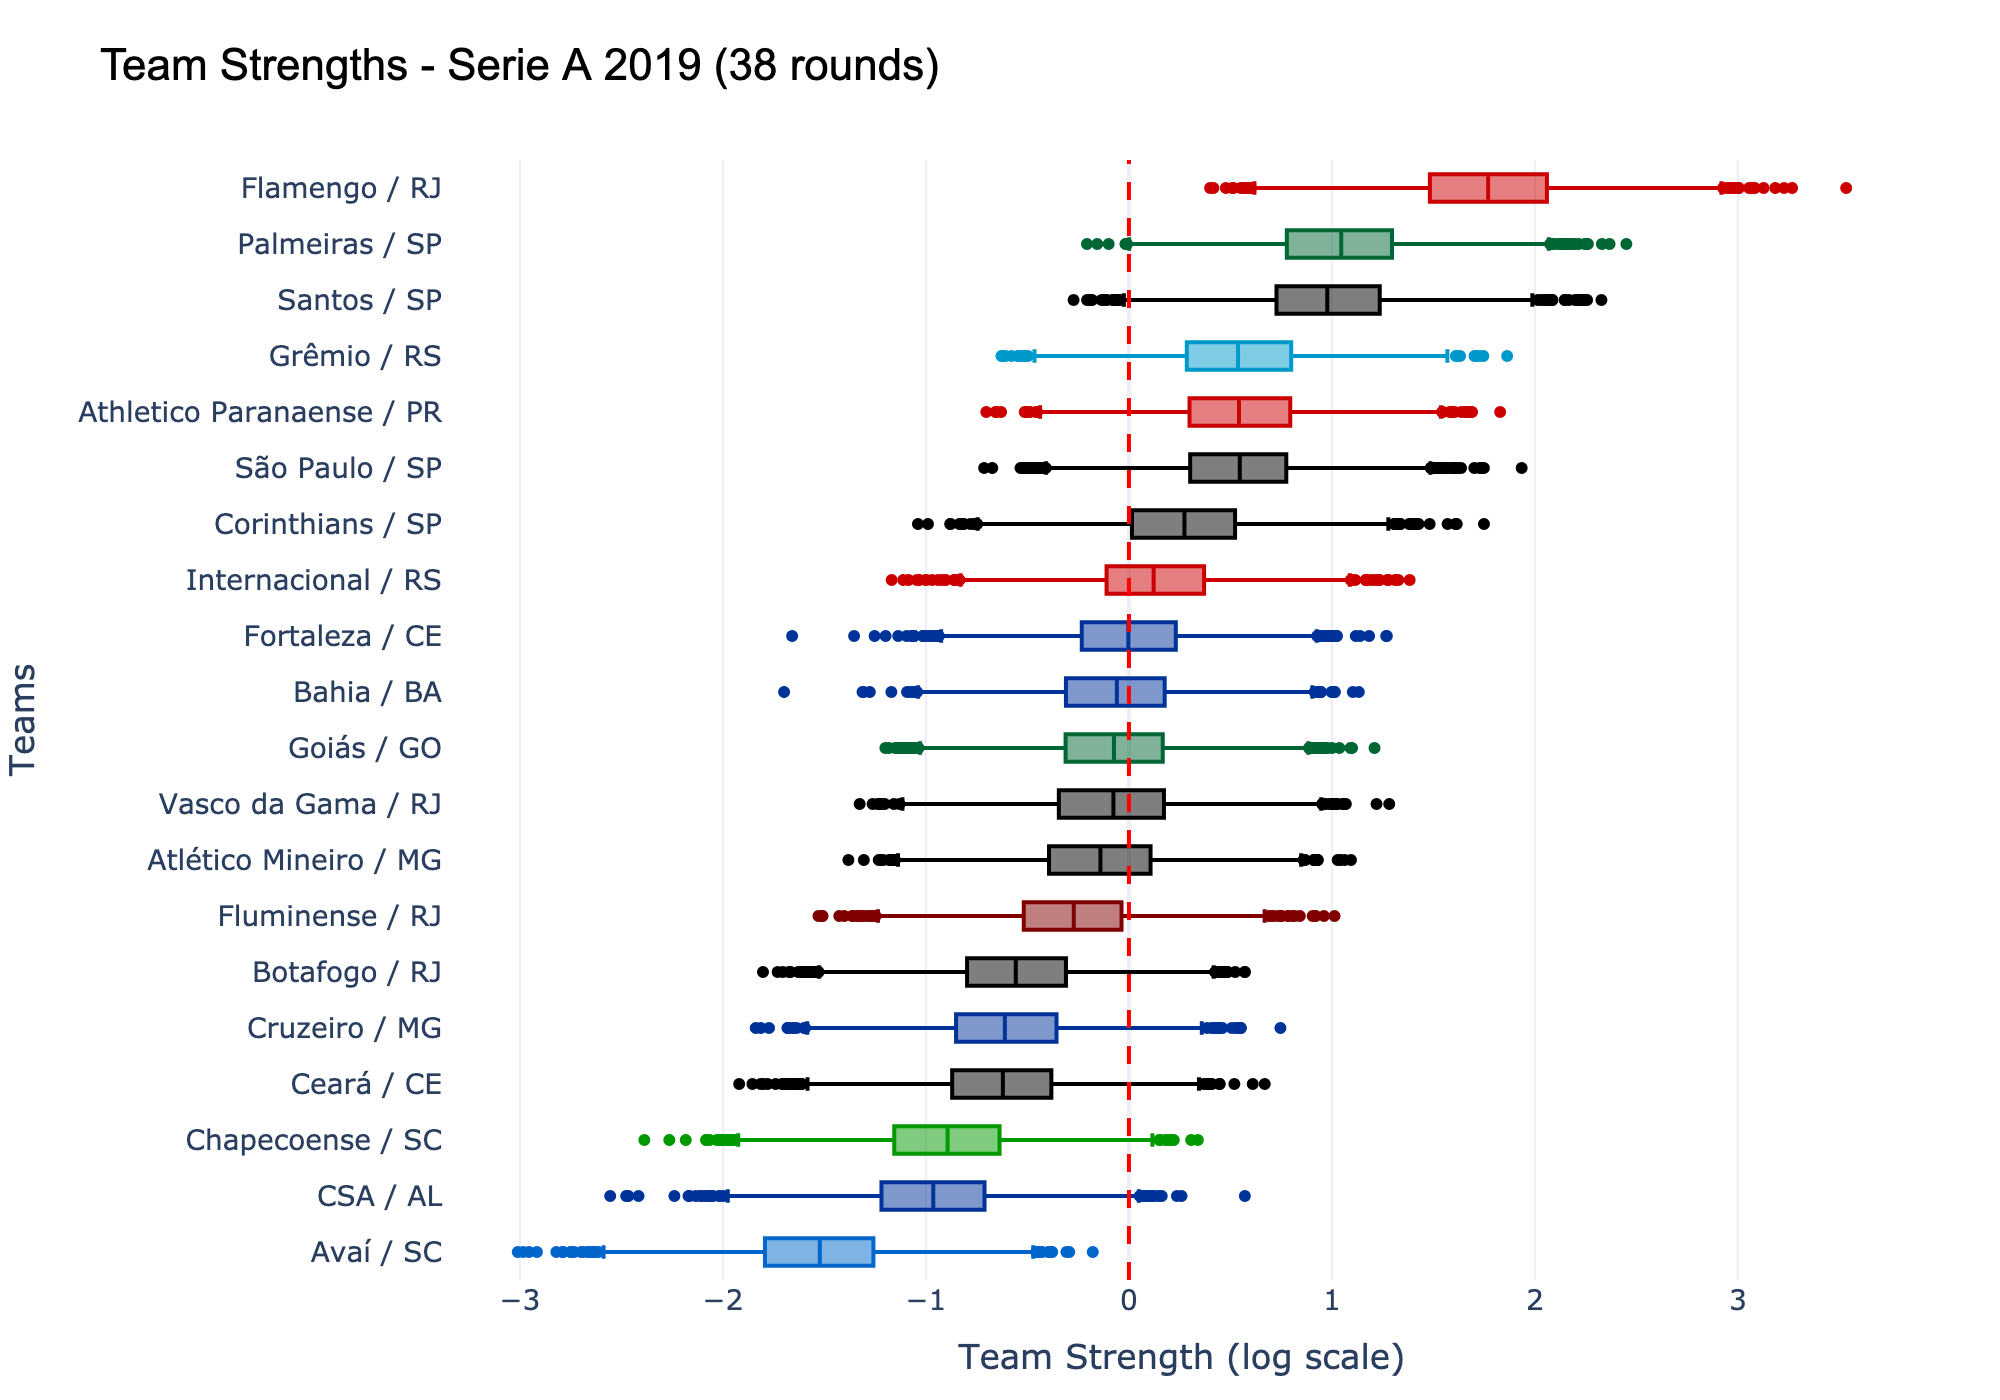 Team Strengths - Serie A 2019 (38 rounds)
Teams
Flamengo / RJ
Palmeiras / SP
Santos / SP
Grêmio / RS
Athletico Paranaense / PR
São Paulo / SP
Corinthians / SP
Internacional / RS
Fortaleza / CE
Bahia / BA
Goiás / GO
Vasco da Gama / RJ
Atlético Mineiro / MG
Fluminense / RJ
Botafogo / RJ
Cruzeiro / MG
Ceará / CE
Chapecoense / SC
CSA / AL
Avaí / SC
−3 −2 −1 0 1 2 3
Team Strength (log scale)